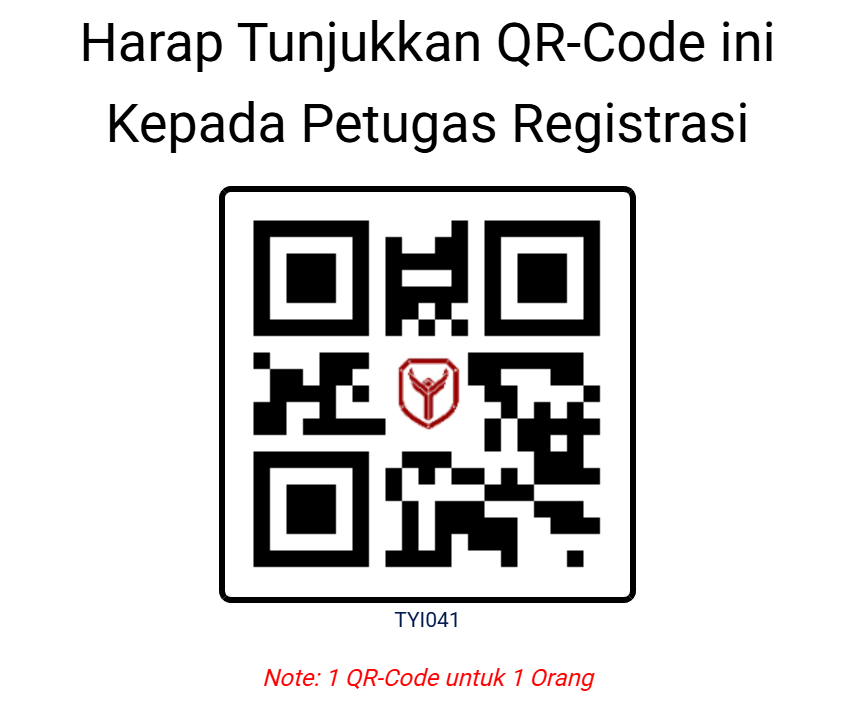 Harap Tunjukkan QR-Code ini
Kepada Petugas Registrasi
TYI041
Note: 1 QR-Code untuk 1 Orang